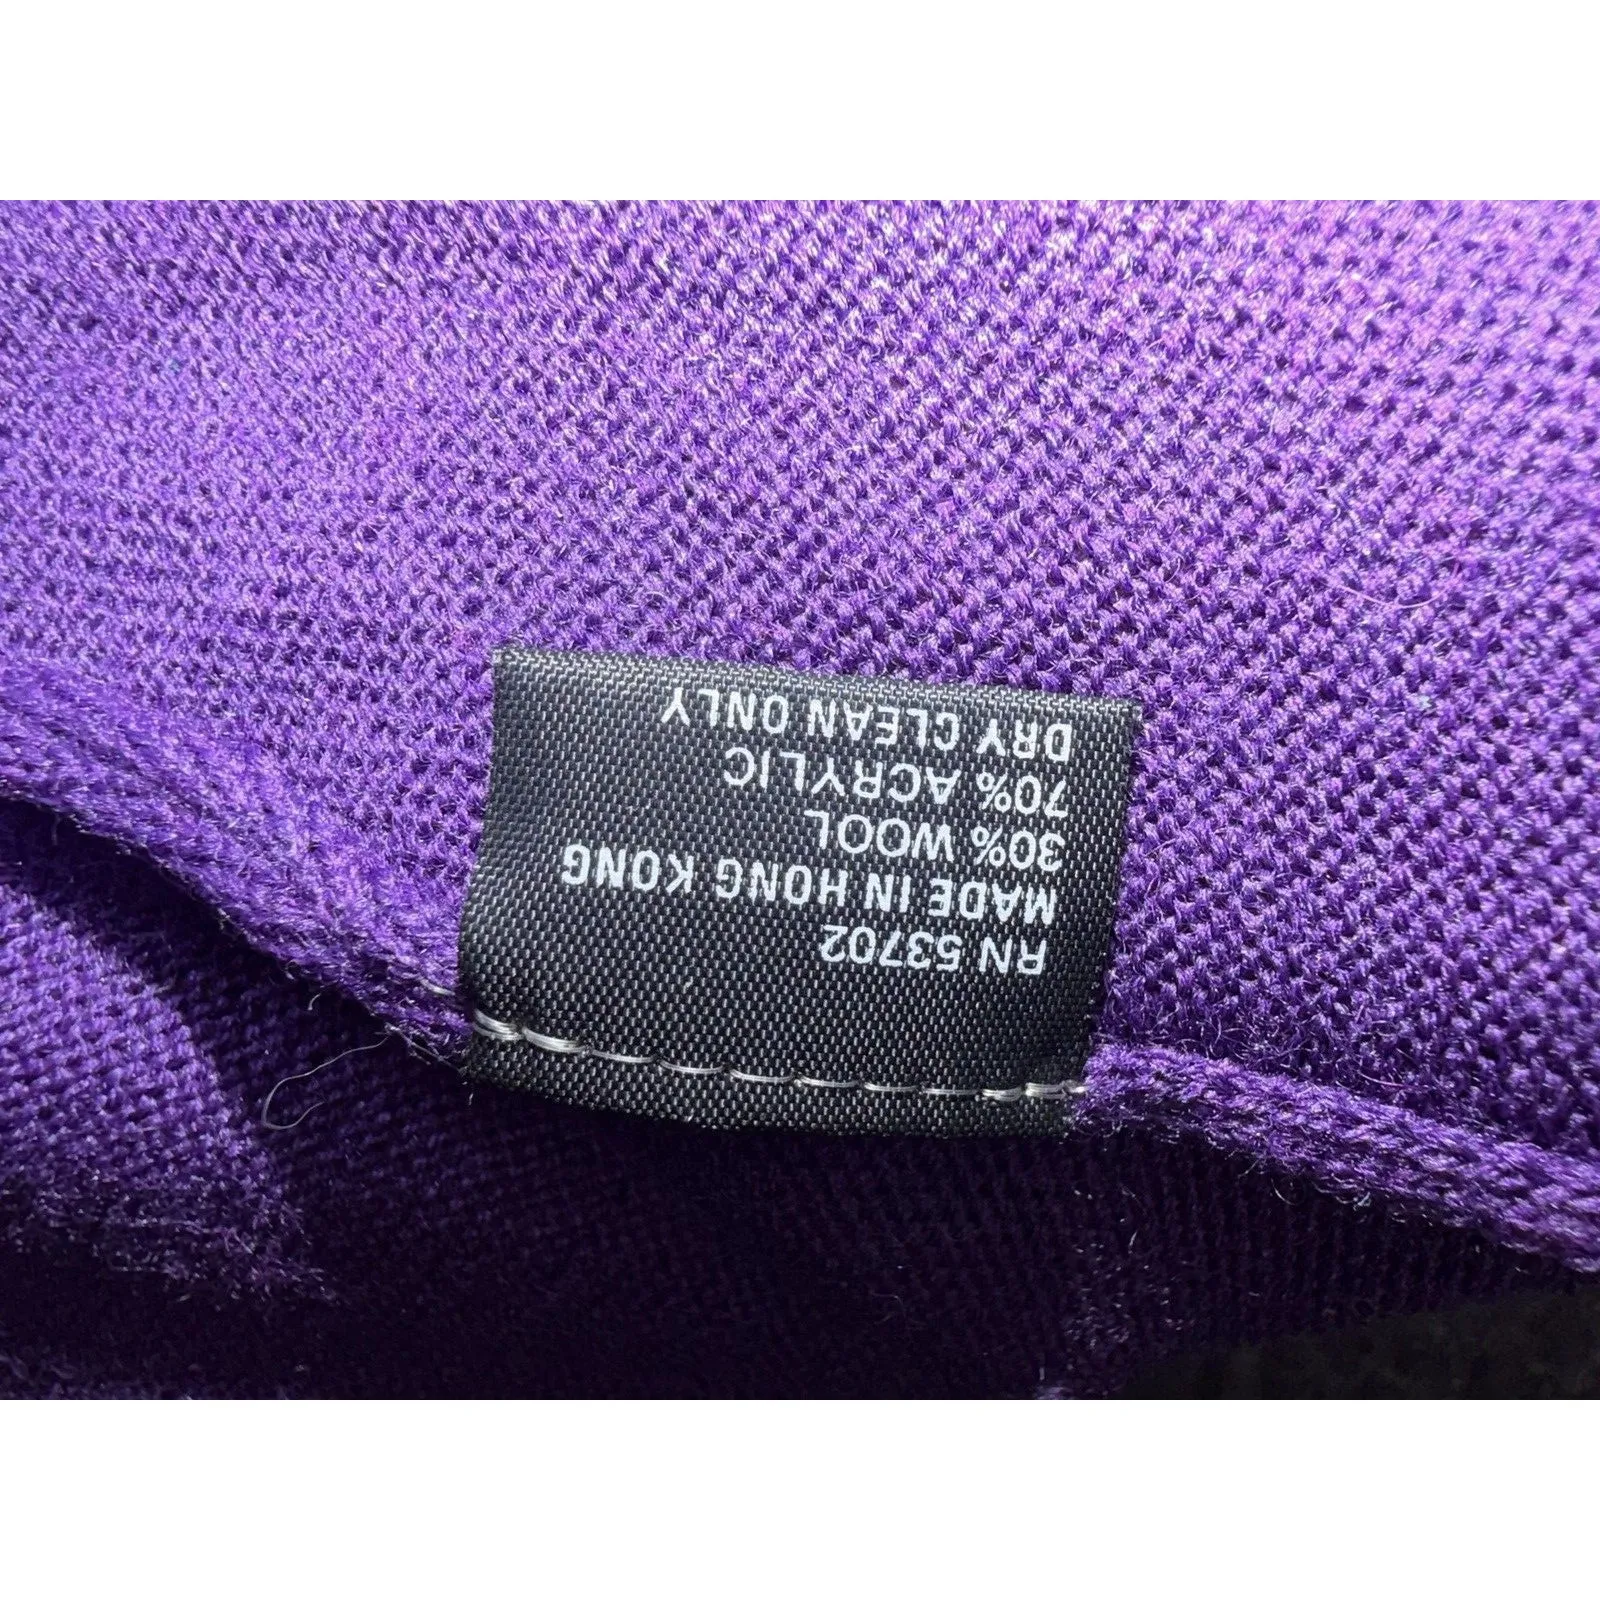 RN 53702
MADE IN HONG KONG
30% WOOL
70% ACRYLIC
DRY CLEAN ONLY